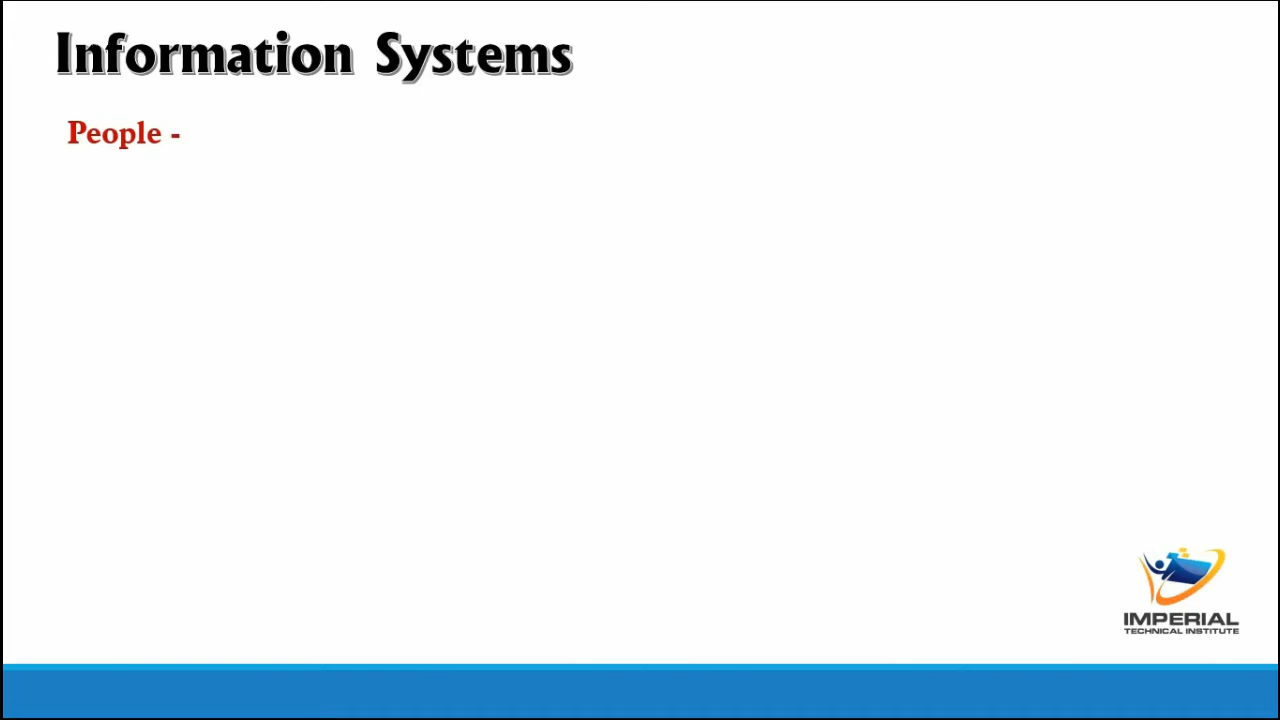 Information Systems
People -
IMPERIAL
TECHNICAL INSTITUTE